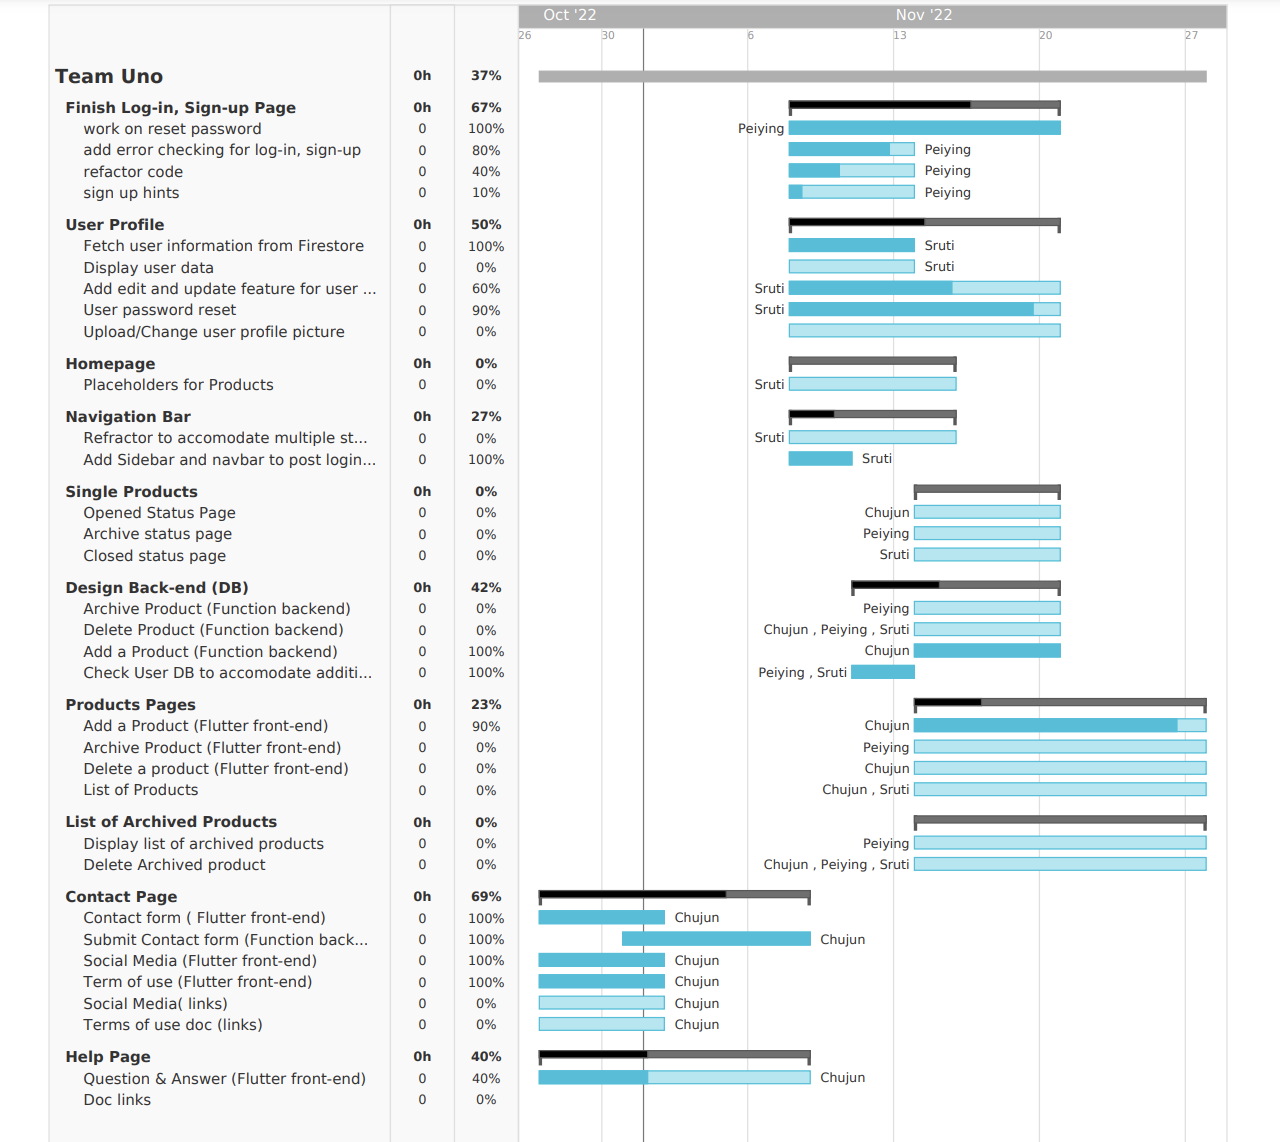 Oct '22 Nov '22
26 30 6 13 20 27
Team Uno 0h 37%
Finish Log-in, Sign-up Page 0h 67%
work on reset password 0 100% Peiying
add error checking for log-in, sign-up 0 80% Peiying
refactor code 0 40% Peiying
sign up hints 0 10% Peiying
User Profile 0h 50%
Fetch user information from Firestore 0 100% Sruti
Display user data 0 0% Sruti
Add edit and update feature for user ... 0 60% Sruti
User password reset 0 90% Sruti
Upload/Change user profile picture 0 0%
Homepage 0h 0%
Placeholders for Products 0 0% Sruti
Navigation Bar 0h 27%
Refractor to accomodate multiple st... 0 0% Sruti
Add Sidebar and navbar to post login... 0 100% Sruti
Single Products 0h 0%
Opened Status Page 0 0% Chujun
Archive status page 0 0% Peiying
Closed status page 0 0% Sruti
Design Back-end (DB) 0h 42%
Archive Product (Function backend) 0 0% Peiying
Delete Product (Function backend) 0 0% Chujun , Peiying , Sruti
Add a Product (Function backend) 0 100% Chujun
Check User DB to accomodate additi... 0 100% Peiying , Sruti
Products Pages 0h 23%
Add a Product (Flutter front-end) 0 90% Chujun
Archive Product (Flutter front-end) 0 0% Peiying
Delete a product (Flutter front-end) 0 0% Chujun
List of Products 0 0% Chujun , Sruti
List of Archived Products 0h 0%
Display list of archived products 0 0% Peiying
Delete Archived product 0 0% Chujun , Peiying , Sruti
Contact Page 0h 69%
Contact form ( Flutter front-end) 0 100% Chujun
Submit Contact form (Function back... 0 100% Chujun
Social Media (Flutter front-end) 0 100% Chujun
Term of use (Flutter front-end) 0 100% Chujun
Social Media( links) 0 0% Chujun
Terms of use doc (links) 0 0% Chujun
Help Page 0h 40%
Question & Answer (Flutter front-end) 0 40% Chujun
Doc links 0 0%